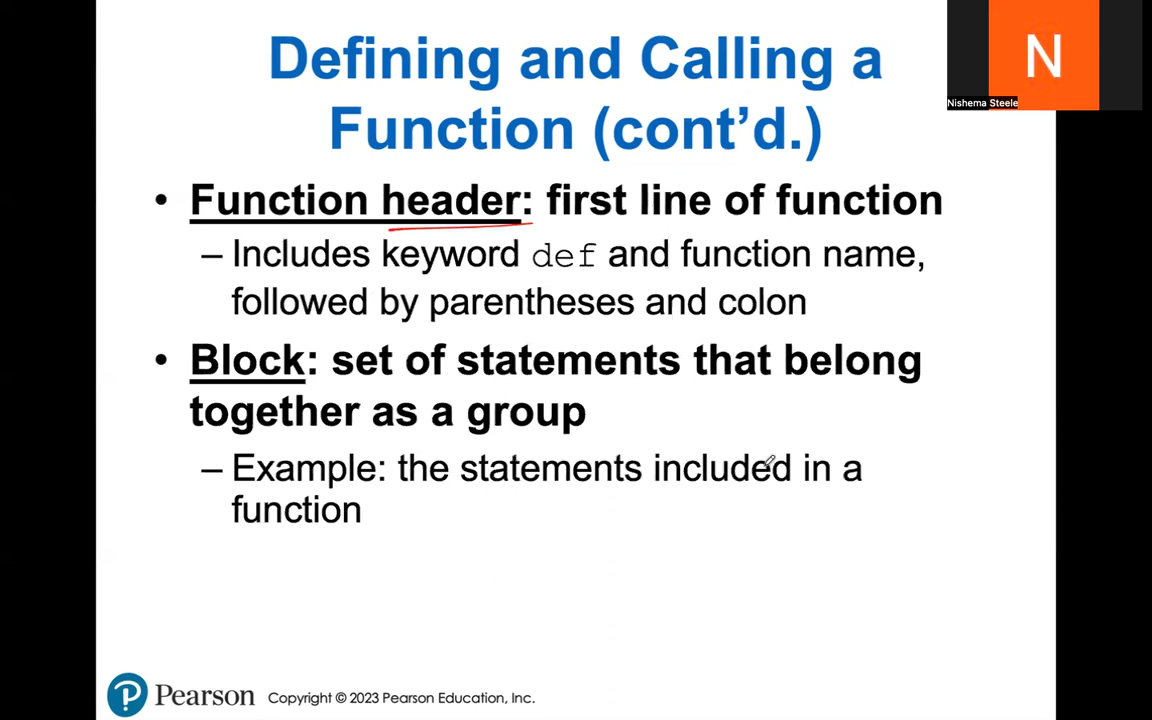 Defining and Calling a
Function (cont’d.)
N
Nishema Steele
• Function header: first line of function
– Includes keyword def and function name,
followed by parentheses and colon
• Block: set of statements that belong
together as a group
– Example: the statements included in a
function
P Pearson Copyright © 2023 Pearson Education, Inc.